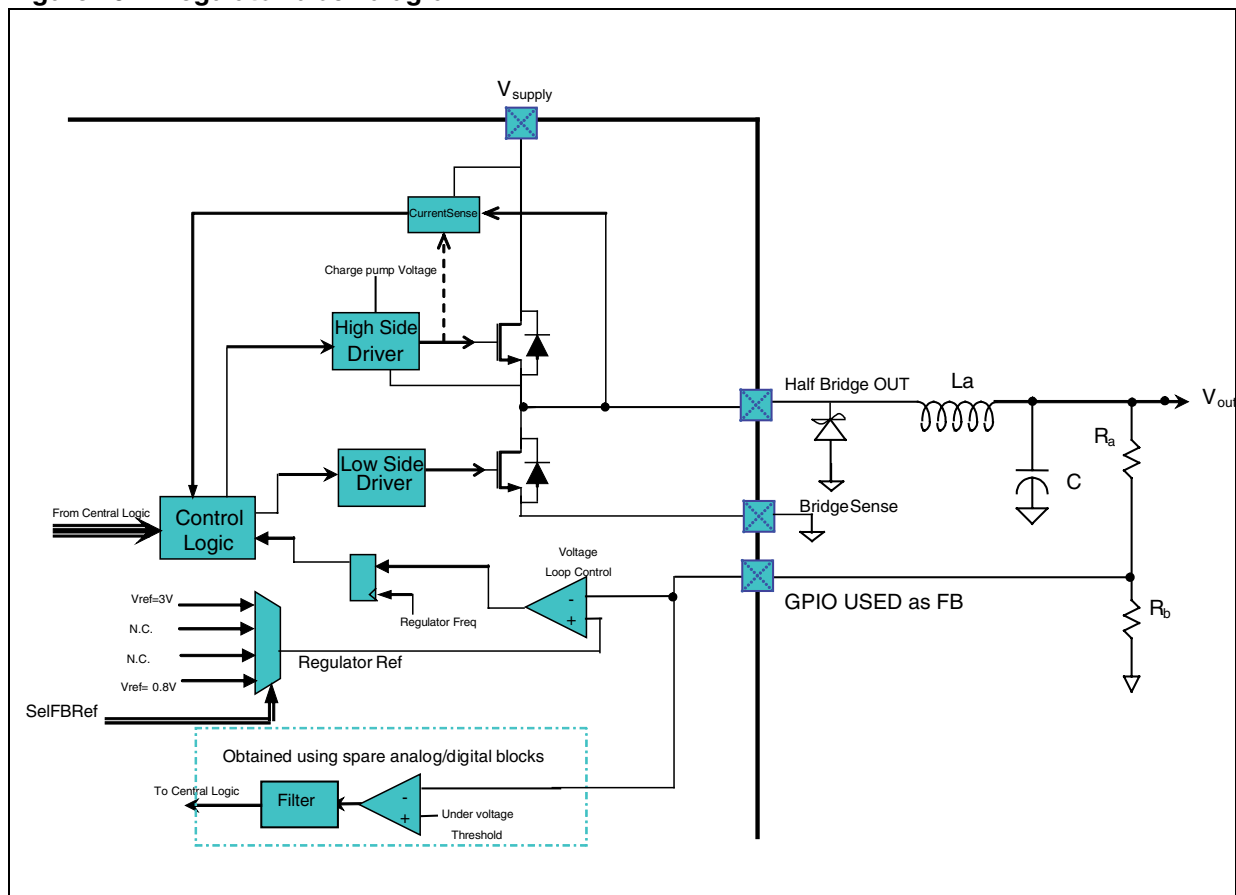 V supply
CurrentSense
Charge pump Voltage
High Side
Driver
Half Bridge OUT
La
Vout
Ra
Low Side
Driver
C
BridgeSense
From Central Logic
Control
Logic
Voltage
Loop Control
-
+
GPIO USED as FB
Rb
Vref=3V
N.C.
N.C.
Vref= 0.8V
Regulator Freq
Regulator Ref
SelFBRef
Obtained using spare analog/digital blocks
To Central Logic
Filter
-
+
Under voltage
Threshold